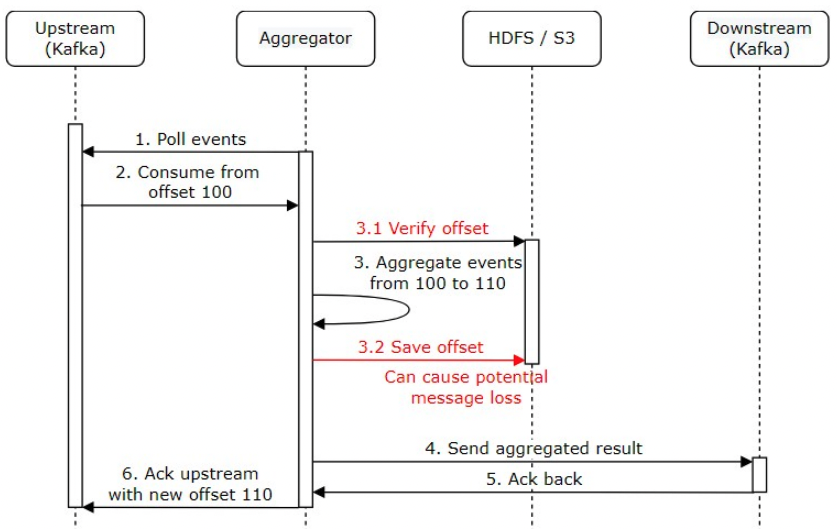 Upstream
(Kafka)
Aggregator
HDFS / S3
Downstream
(Kafka)
1. Poll events
2. Consume from
offset 100
3.1 Verify offset
3. Aggregate events
from 100 to 110
3.2 Save offset
Can cause potential
message loss
4. Send aggregated result
5. Ack back
6. Ack upstream
with new offset 110